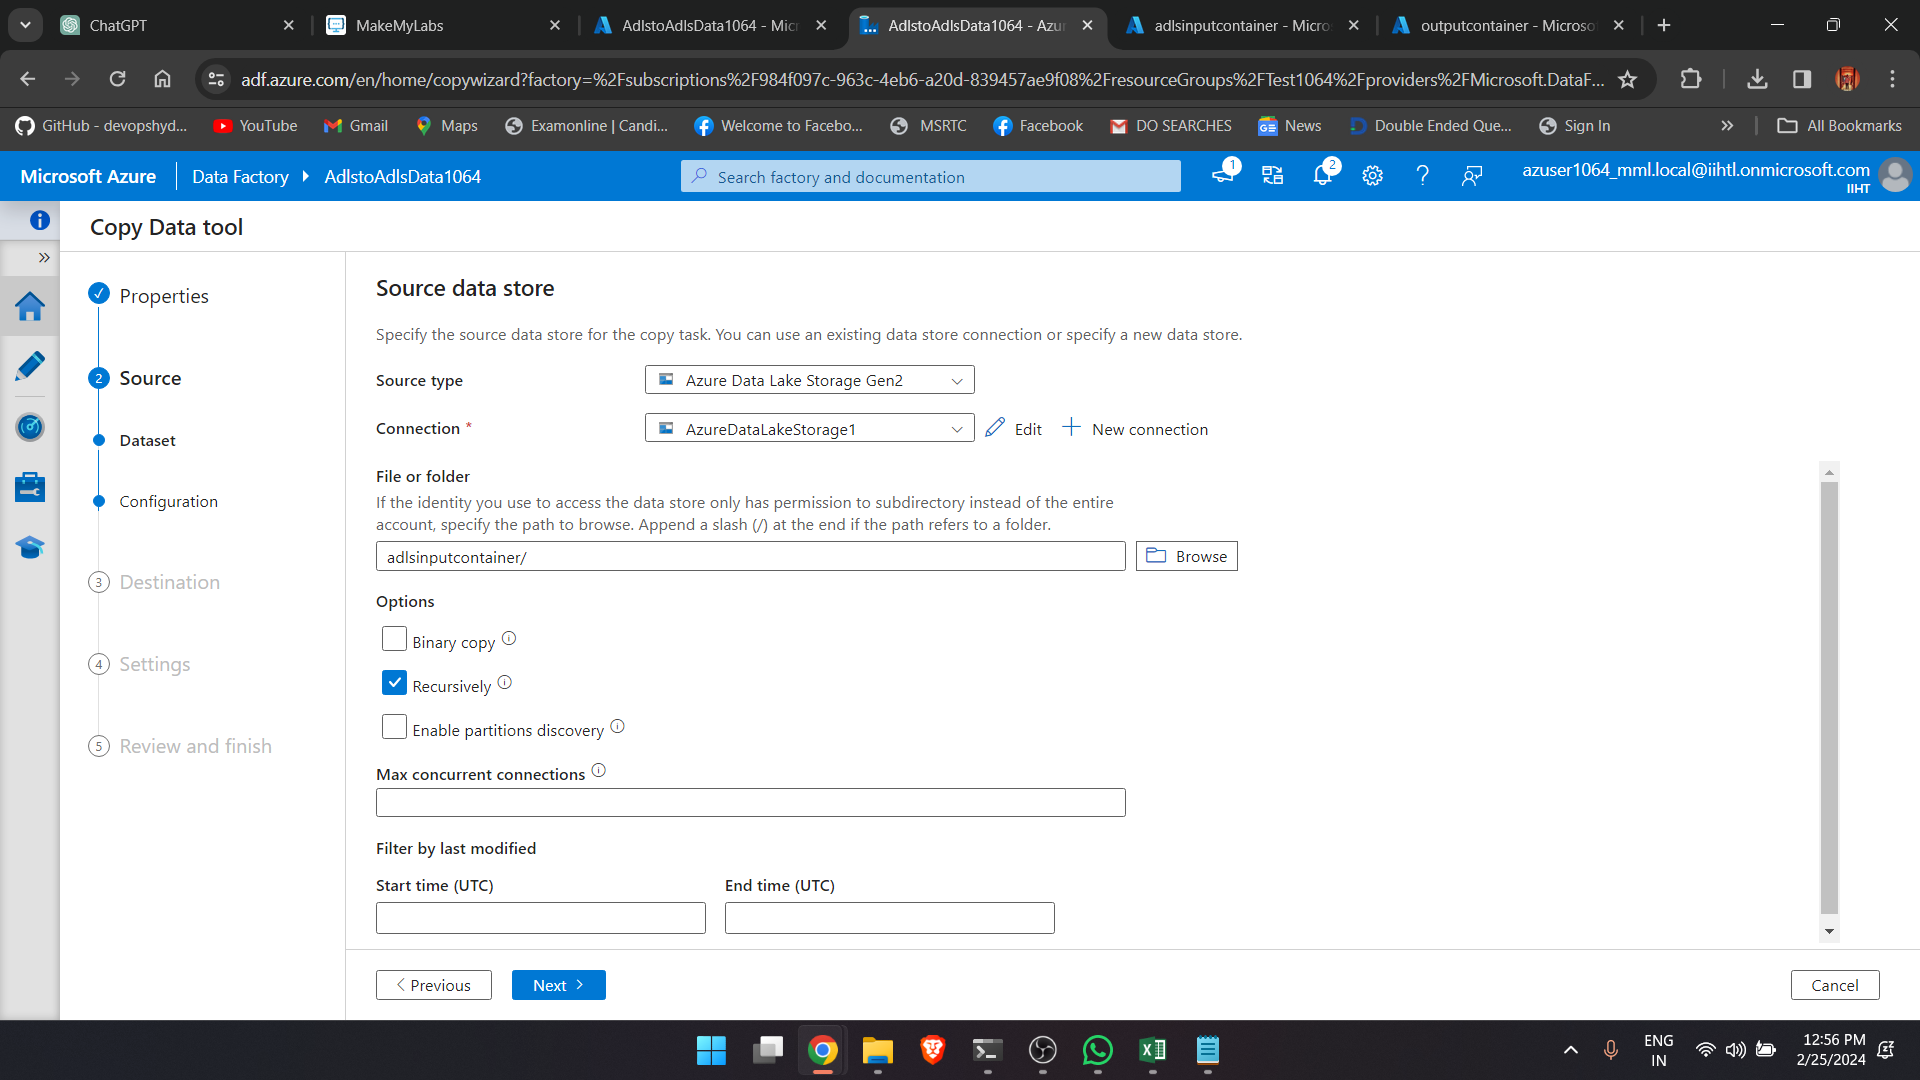 ChatGPT
MakeMyLabs
AdlstoAdlsData1064 - Micr
AdlstoAdlsData1064 - Azu
adlsinputcontainer - Micro
outputcontainer - Microso
adf.azure.com/en/home/copywizard?factory=%2Fsubscriptions%2F984f097c-963c-4eb6-a20d-839457ae9f08%2FresourceGroups%2FTest1064%2Fproviders%2FMicrosoft.DataF...
GitHub - devopshyd...
YouTube
Gmail
Maps
Examonline | Candi...
Welcome to Facebo...
MSRTC
Facebook
DO SEARCHES
News
Double Ended Que...
Sign In
All Bookmarks
Microsoft Azure
Data Factory
AdlstoAdlsData1064
Search factory and documentation
1
2
azuser1064_mml.local@iihtl.onmicrosoft.com
IIHT
Copy Data tool
Properties
2 Source
Dataset
Configuration
3 Destination
4 Settings
5 Review and finish
Source data store
Specify the source data store for the copy task. You can use an existing data store connection or specify a new data store.
Source type
Azure Data Lake Storage Gen2
Connection *
AzureDataLakeStorage1
Edit
New connection
File or folder
If the identity you use to access the data store only has permission to subdirectory instead of the entire
account, specify the path to browse. Append a slash (/) at the end if the path refers to a folder.
adlsinputcontainer/
Browse
Options
Binary copy
Recursively
Enable partitions discovery
Max concurrent connections
Filter by last modified
Start time (UTC)
End time (UTC)
Previous
Next
Cancel
ENG
IN
12:56 PM
2/25/2024